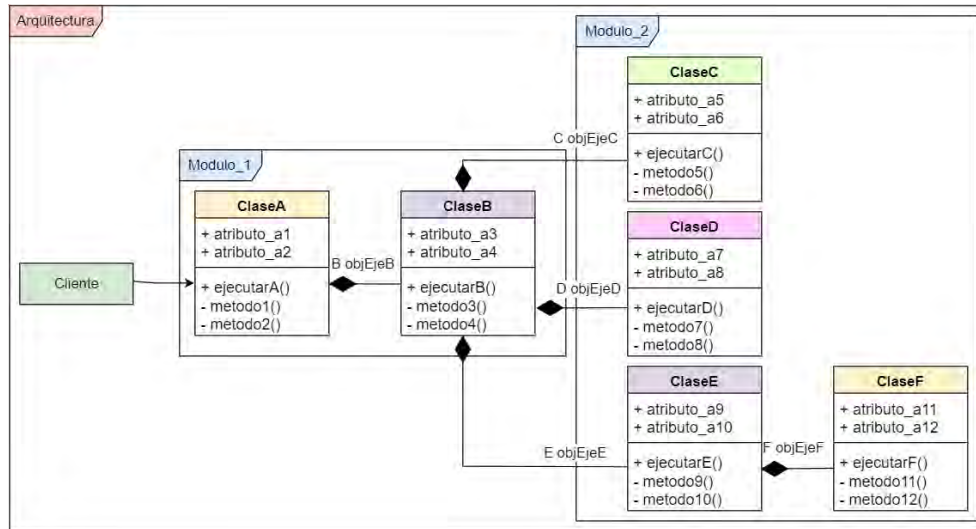 Arquitectura
Modulo_2
ClaseC
+ atributo_a5
+ atributo_a6
+ ejecutarC()
- metodo5()
- metodo6()
C objEjeC
Modulo_1
ClaseA
+ atributo_a1
+ atributo_a2
+ ejecutarA()
- metodo1()
- metodo2()
B objEjeB
ClaseB
+ atributo_a3
+ atributo_a4
+ ejecutarB()
- metodo3()
- metodo4()
Cliente
D objEjeD
ClaseD
+ atributo_a7
+ atributo_a8
+ ejecutarD()
- metodo7()
- metodo8()
E objEjeE
ClaseE
+ atributo_a9
+ atributo_a10
+ ejecutarE()
- metodo9()
- metodo10()
F objEjeF
ClaseF
+ atributo_a11
+ atributo_a12
+ ejecutarF()
- metodo11()
- metodo12()